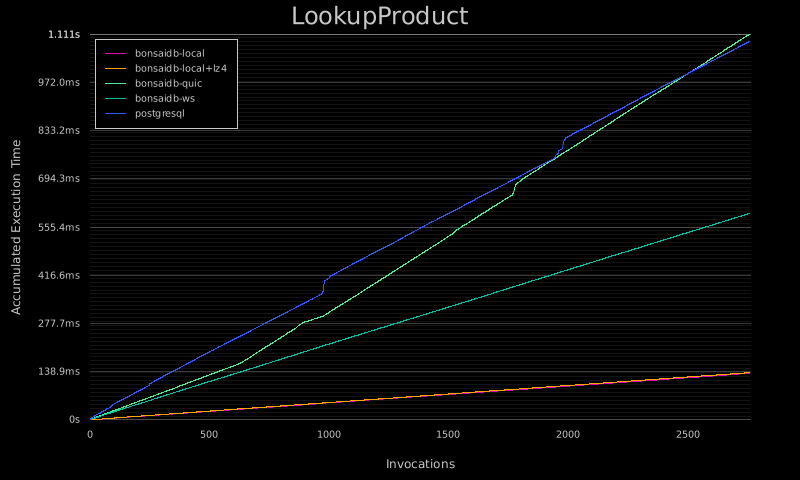 LookupProduct
1.111s
972.0ms
833.2ms
694.3ms
555.4ms
416.6ms
277.7ms
138.9ms
0s
Accumulated Execution Time
bonsaidb-local
bonsaidb-local+lz4
bonsaidb-quic
bonsaidb-ws
postgresql
0 500 1000 1500 2000 2500
Invocations